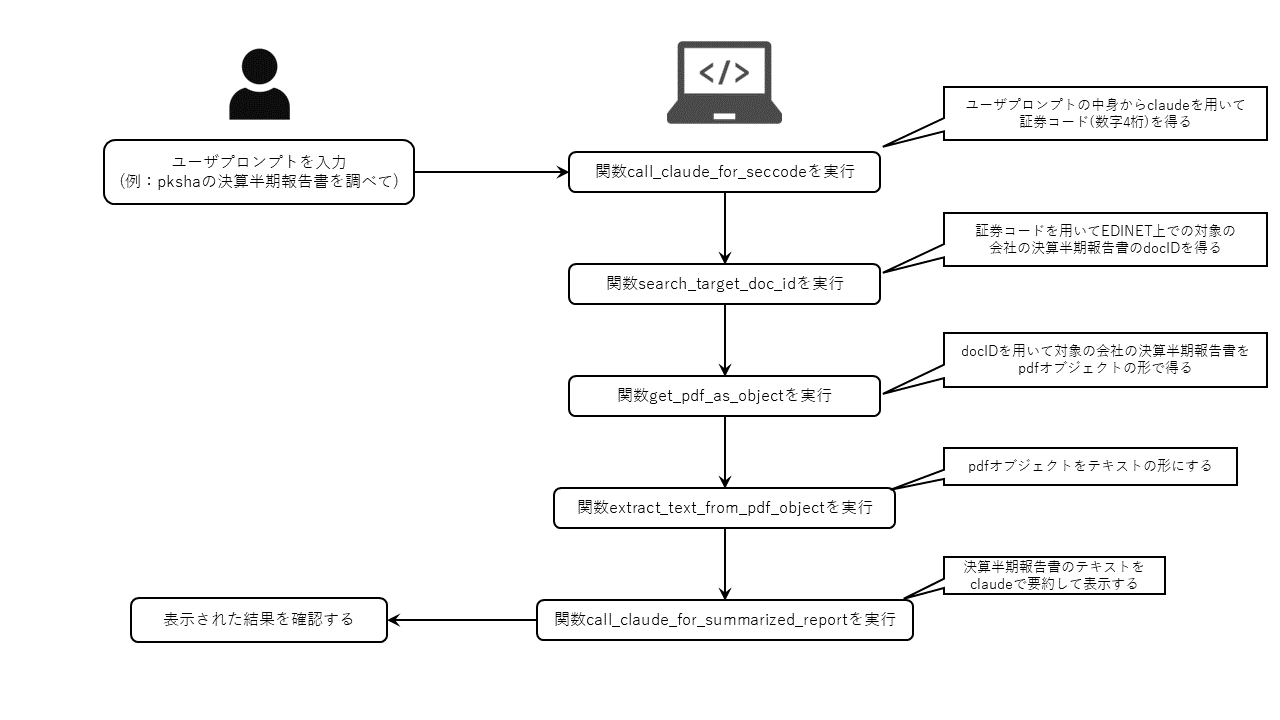 </>
ユーザプロンプトの中身からclaudeを用いて
証券コード(数字4桁)を得る
ユーザプロンプトを入力
(例：pkshaの決算半期報告書を調べて)
関数call_claude_for_seccodeを実行
証券コードを用いてEDINET上での対象の
会社の決算半期報告書のdocIDを得る
関数search_target_doc_idを実行
docIDを用いて対象の会社の決算半期報告書を
pdfオブジェクトの形で得る
関数get_pdf_as_objectを実行
pdfオブジェクトをテキストの形にする
関数extract_text_from_pdf_objectを実行
決算半期報告書のテキストを
claudeで要約して表示する
関数call_claude_for_summarized_reportを実行
表示された結果を確認する